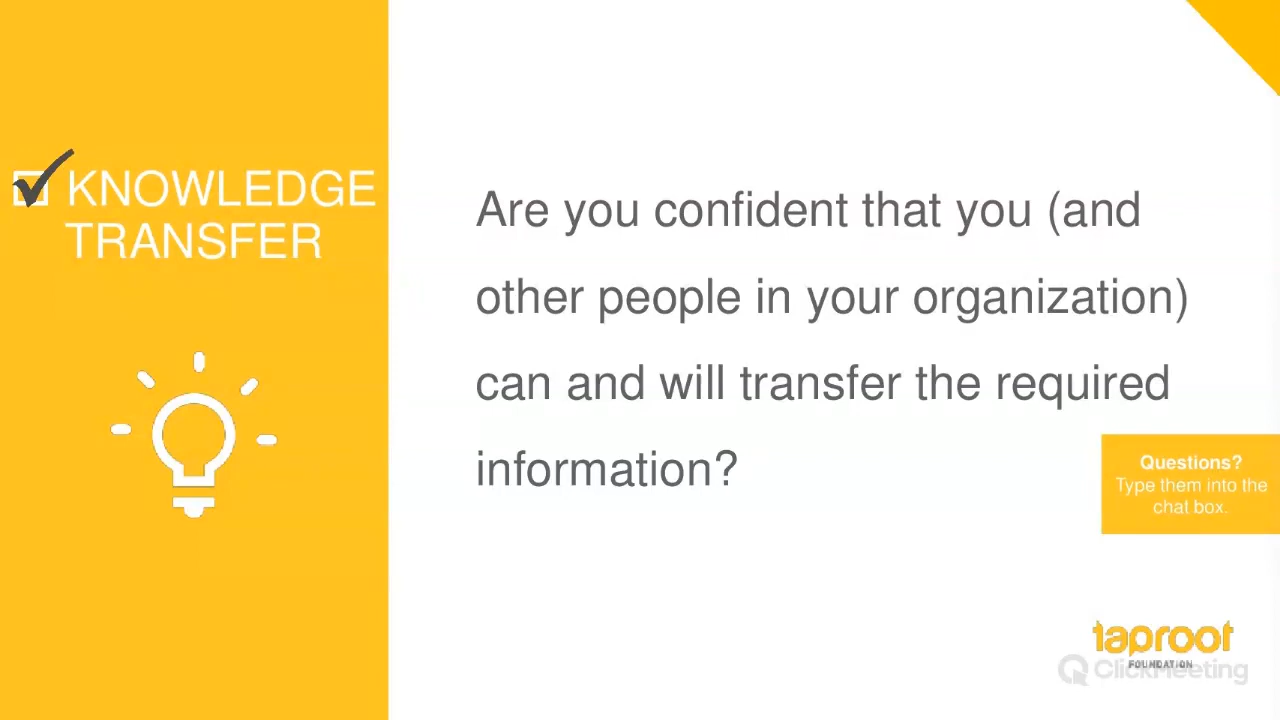 KNOWLEDGE
TRANSFER
Are you confident that you (and
other people in your organization)
can and will transfer the required
information?
Questions?
Type them into the
chat box.
taproot
FOUNDATION
ClickMeeting